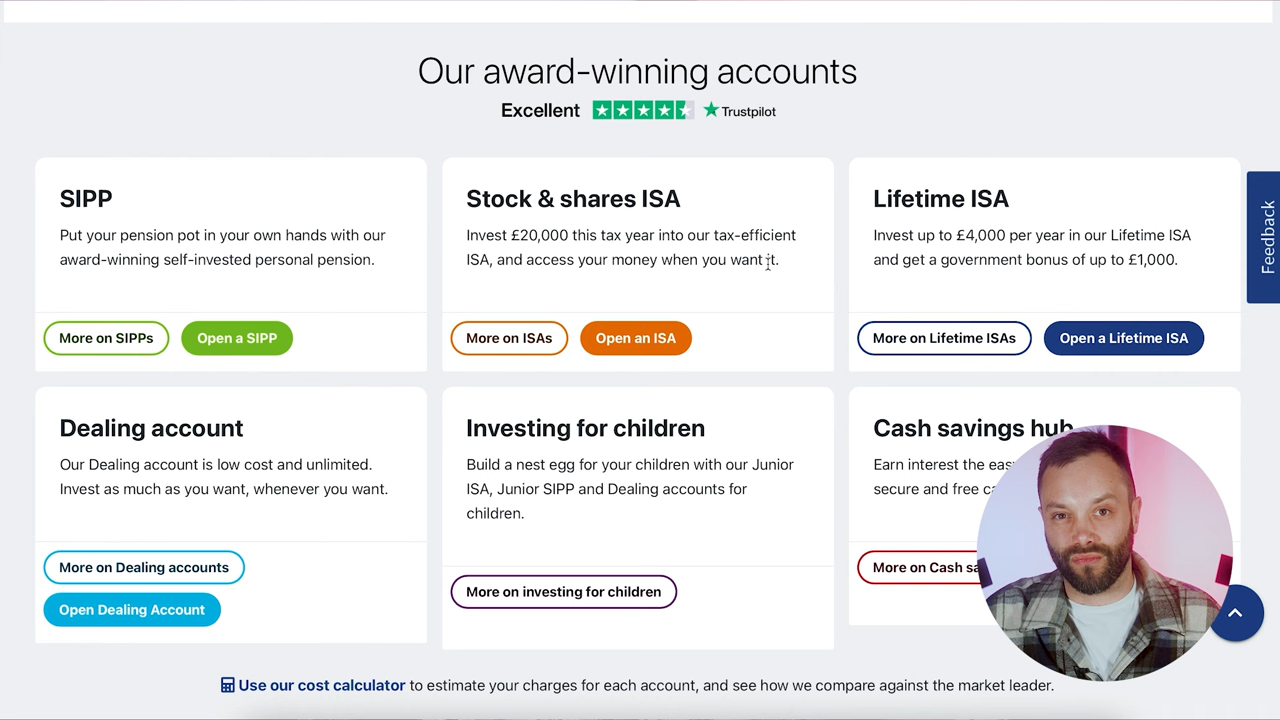 Our award-winning accounts
Excellent Trustpilot
SIPP
Put your pension pot in your own hands with our
award-winning self-invested personal pension.
More on SIPPs Open a SIPP
Stock & shares ISA
Invest £20,000 this tax year into our tax-efficient
ISA, and access your money when you want it.
More on ISAs Open an ISA
Lifetime ISA
Invest up to £4,000 per year in our Lifetime ISA
and get a government bonus of up to £1,000.
More on Lifetime ISAs Open a Lifetime ISA
Feedback
Dealing account
Our Dealing account is low cost and unlimited.
Invest as much as you want, whenever you want.
More on Dealing accounts
Open Dealing Account
Investing for children
Build a nest egg for your children with our Junior
ISA, Junior SIPP and Dealing accounts for
children.
More on investing for children
Cash savings hub
Earn interest the
secure and free
More on Cash
Use our cost calculator to estimate your charges for each account, and see how we compare against the market leader.